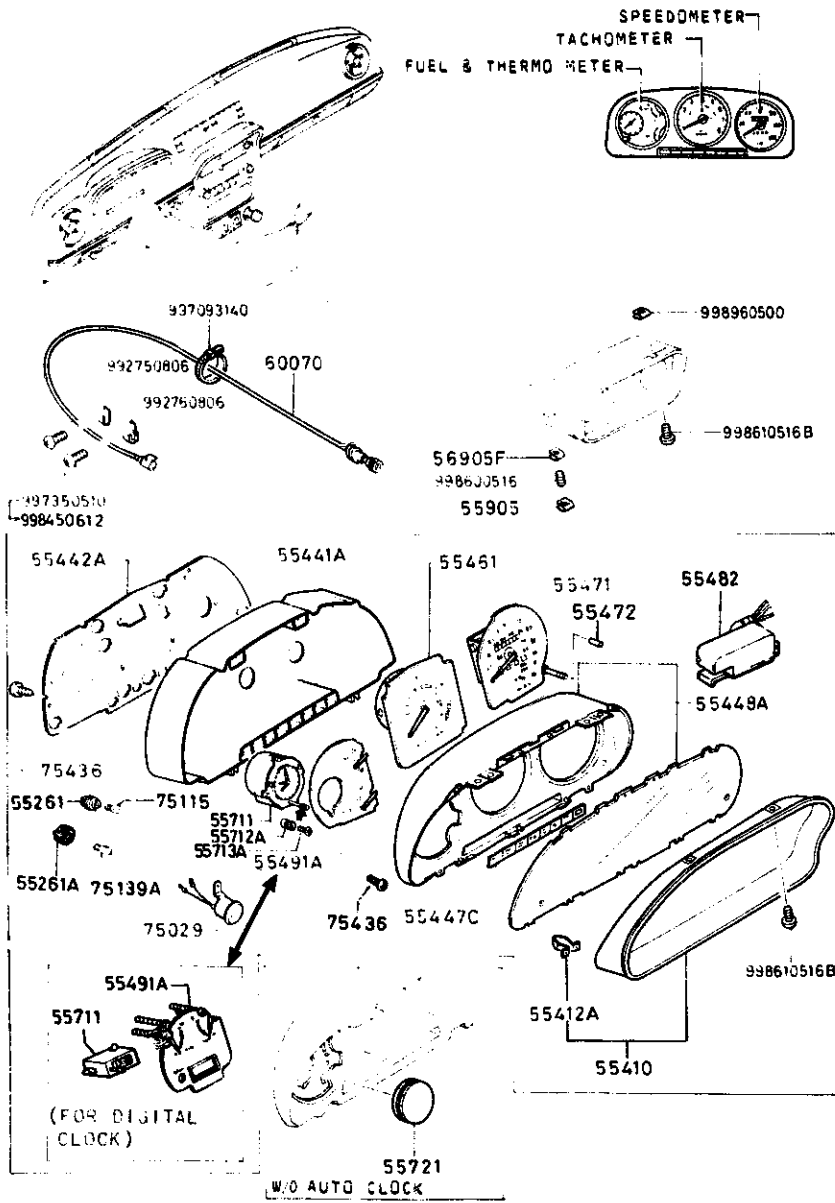 SPEEDOMETER
TACHOMETER
FUEL & THERMO METER
937093140
992750806
60070
992760806
998960500
998610516B
56905F
998600516
55905
997350510
998450612
55442A
55441A
55461
55471
55472
55482
55448A
75436
55261
75115
55711
55712A
55713A
55491A
55261A
75139A
75029
75436
55447C
998610516B
55412A
55410
55491A
55711
(FOR DIGITAL
CLOCK)
55721
W/O AUTO CLOCK